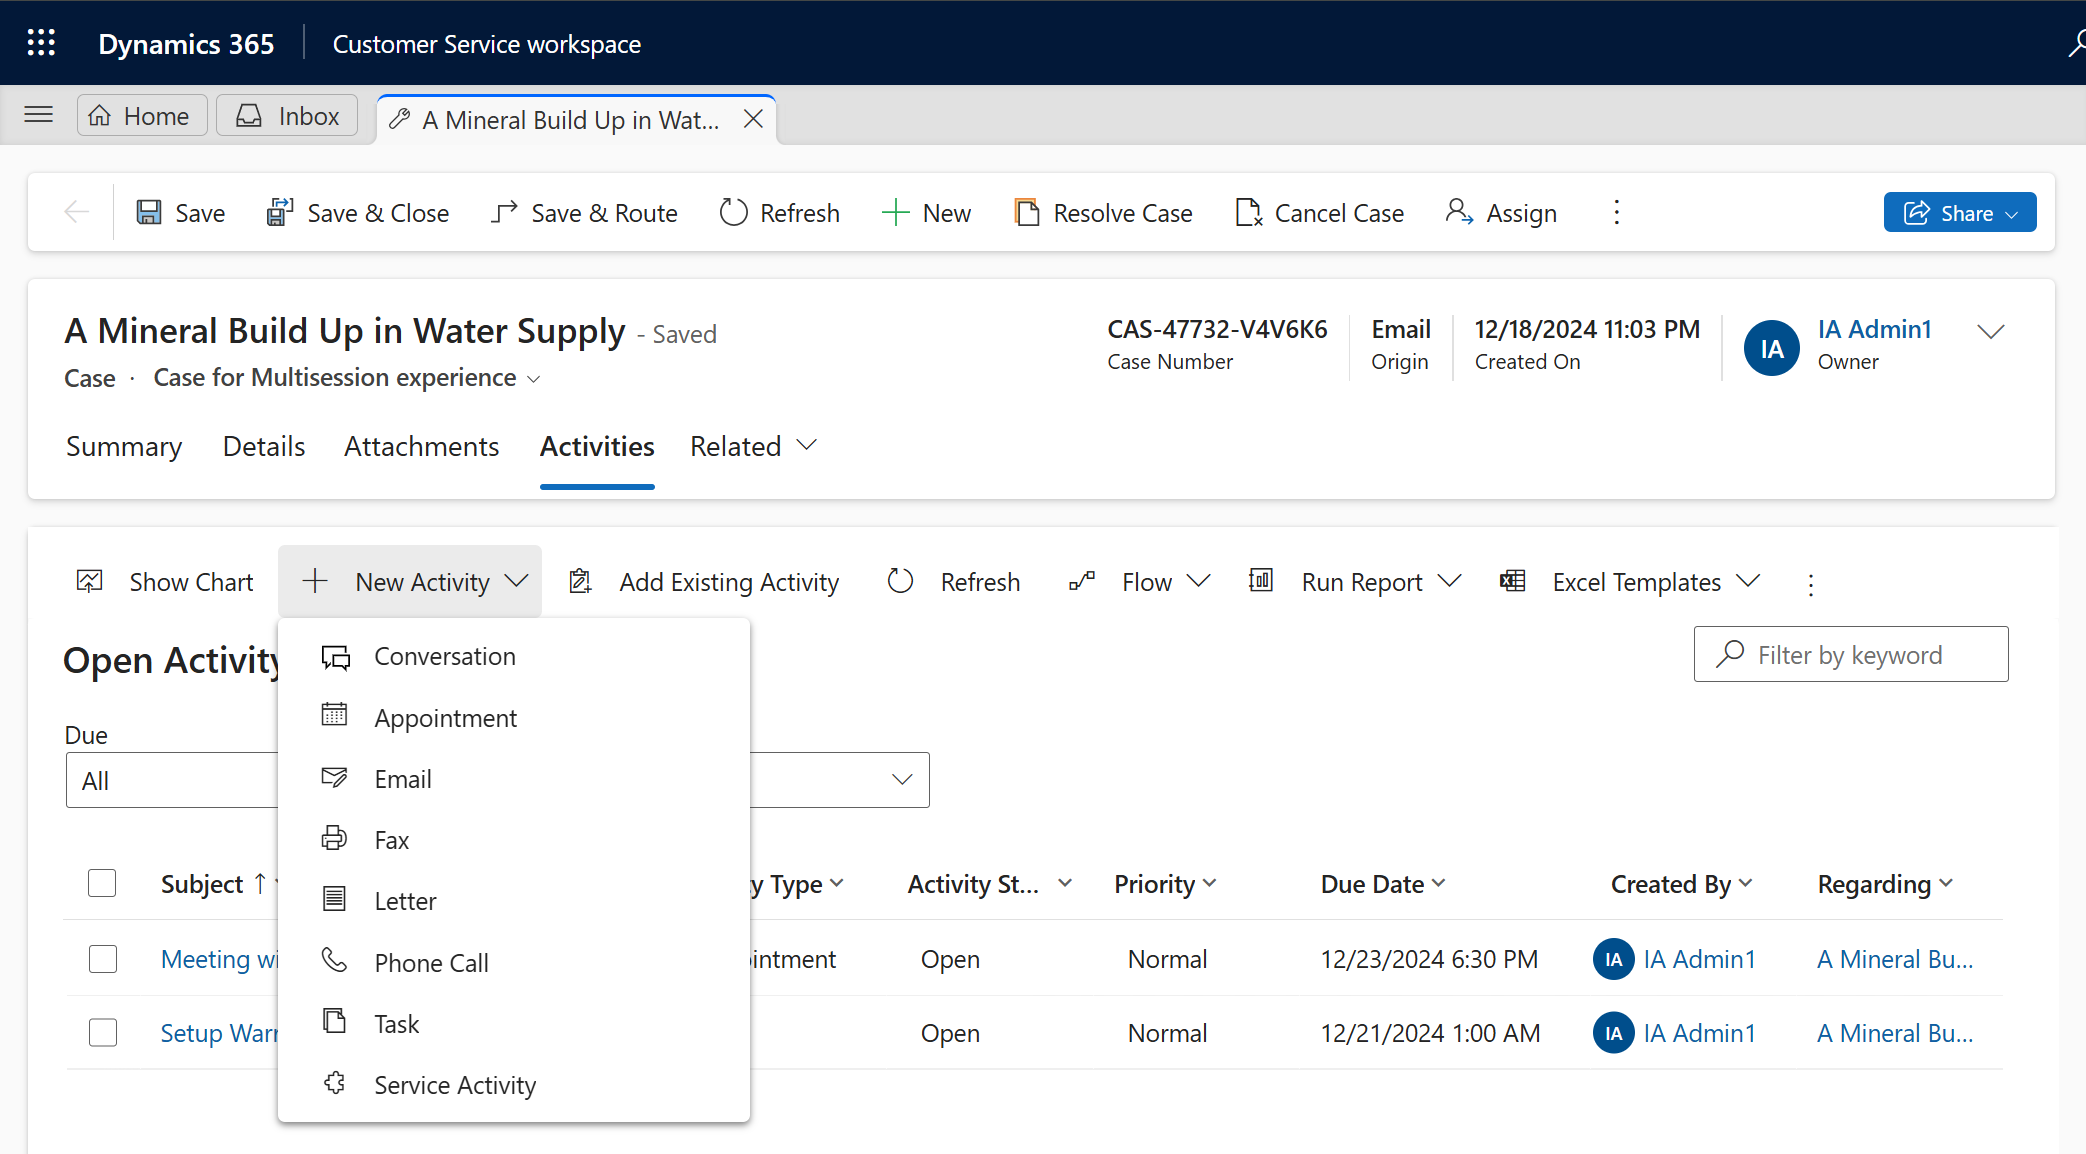 Dynamics 365 Customer Service workspace
Home Inbox A Mineral Build Up in Wat...
Save Save & Close Save & Route Refresh New Resolve Case Cancel Case Assign Share
A Mineral Build Up in Water Supply - Saved
Case · Case for Multisession experience
CAS-47732-V4V6K6 Email 12/18/2024 11:03 PM IA IA Admin1
Case Number Origin Created On Owner
Summary Details Attachments Activities Related
Show Chart New Activity Add Existing Activity Refresh Flow Run Report Excel Templates
Open Activity
Filter by keyword
Conversation
Appointment
Email
Fax
Letter
Phone Call
Task
Service Activity
Due
All
Subject ↑ Type Activity St... Priority Due Date Created By Regarding
Meeting Open Normal 12/23/2024 6:30 PM IA IA Admin1 A Mineral Bu...
Setup Open Normal 12/21/2024 1:00 AM IA IA Admin1 A Mineral Bu...